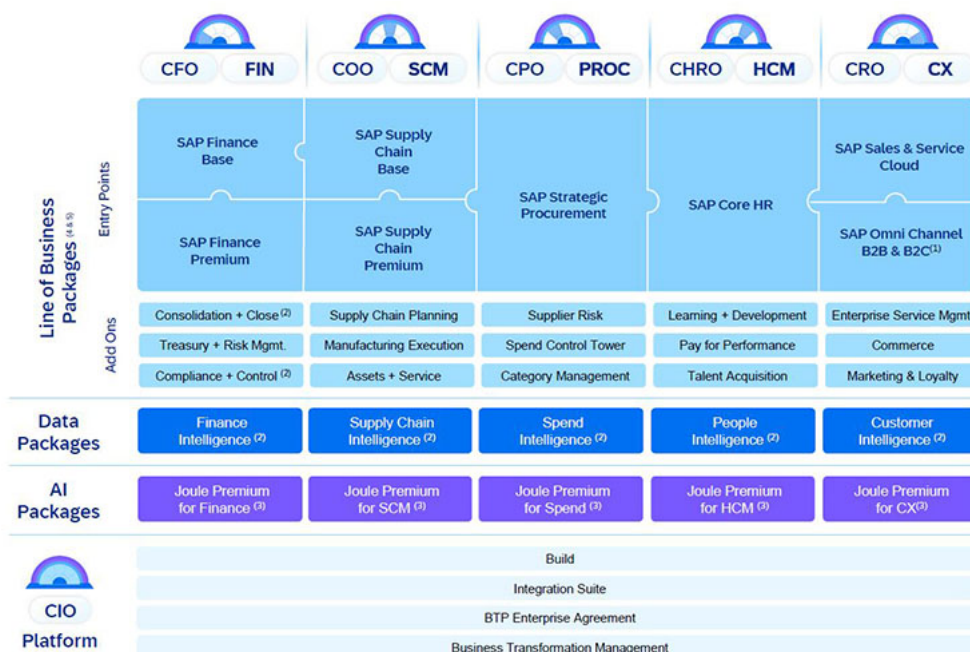 CFO FIN
COO SCM
CPO PROC
CHRO HCM
CRO CX
Line of Business
Packages (4 & 5)
Entry Points
SAP Finance
Base
SAP Supply
Chain
Base
SAP Strategic
Procurement
SAP Core HR
SAP Sales & Service
Cloud
SAP Finance
Premium
SAP Supply
Chain
Premium
SAP Omni Channel
B2B & B2C(1)
Add Ons
Consolidation + Close (2)
Supply Chain Planning
Supplier Risk
Learning + Development
Enterprise Service Mgmt
Treasury + Risk Mgmt.
Manufacturing Execution
Spend Control Tower
Pay for Performance
Commerce
Compliance + Control (2)
Assets + Service
Category Management
Talent Acquisition
Marketing & Loyalty
Data
Packages
Finance
Intelligence (2)
Supply Chain
Intelligence (2)
Spend
Intelligence (2)
People
Intelligence (2)
Customer
Intelligence (2)
AI
Packages
Joule Premium
for Finance (3)
Joule Premium
for SCM (3)
Joule Premium
for Spend (3)
Joule Premium
for HCM (3)
Joule Premium
for CX(3)
CIO
Platform
Build
Integration Suite
BTP Enterprise Agreement
Business Transformation Management